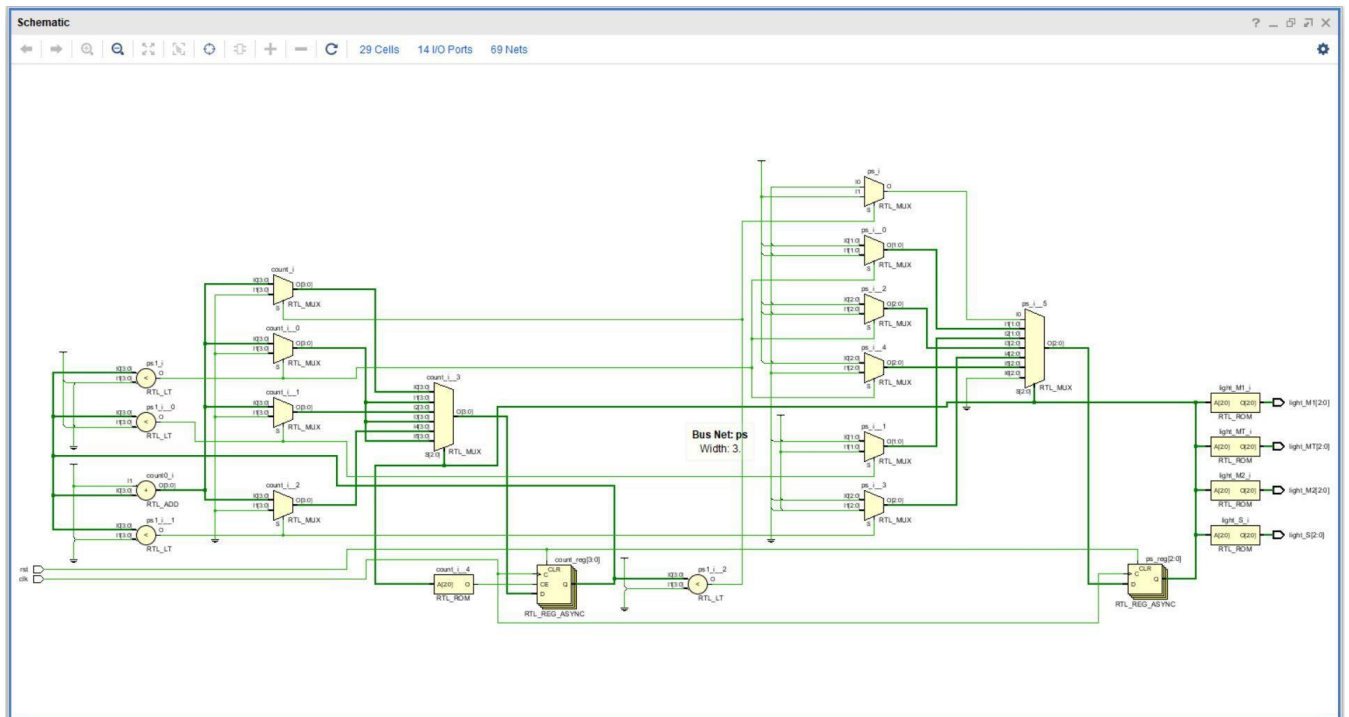 Schematic
29 Cells 14 I/O Ports 69 Nets
ps_i
I0
I1
O
S
RTL_MUX
ps_i__0
I0[1:0]
I1[1:0]
O[1:0]
S
RTL_MUX
ps_i__2
I0[2:0]
I1[2:0]
O[2:0]
S
RTL_MUX
ps_i__4
I0[2:0]
I1[2:0]
O[2:0]
S
RTL_MUX
ps_i__1
I0[1:0]
I1[1:0]
O[1:0]
S
RTL_MUX
ps_i__3
I0[2:0]
I1[2:0]
O[2:0]
S
RTL_MUX
ps_i__5
I0
I1[1:0]
I2[1:0]
I3[2:0]
I4[2:0]
I5[2:0]
I6[2:0]
S[2:0]
O[2:0]
RTL_MUX
count_i
I0[3:0]
I1[3:0]
O[3:0]
S
RTL_MUX
count_i__0
I0[3:0]
I1[3:0]
O[3:0]
S
RTL_MUX
count_i__1
I0[3:0]
I1[3:0]
O[3:0]
S
RTL_MUX
count_i__2
I0[3:0]
I1[3:0]
O[3:0]
S
RTL_MUX
count_i__3
I0[3:0]
I1[3:0]
I2[3:0]
I3[3:0]
I4[3:0]
I5[3:0]
S[2:0]
O[3:0]
RTL_MUX
ps1_i
I0[3:0]
I1[3:0]
<
O
RTL_LT
ps1_i__0
I0[3:0]
I1[3:0]
<
O
RTL_LT
count0_i
I1
I0[3:0]
+
O[3:0]
RTL_ADD
ps1_i__1
I0[3:0]
I1[3:0]
<
O
RTL_LT
Bus Net: ps
Width: 3.
rst
clk
count_i__4
A[2:0] O
RTL_ROM
count_reg[3:0]
CLR
C
CE Q
D
RTL_REG_ASYNC
ps1_i__2
I0[3:0]
I1[3:0]
<
O
RTL_LT
ps_reg[2:0]
CLR
C
Q
D
RTL_REG_ASYNC
light_M1_i
A[2:0] O[2:0] light_M1[2:0]
RTL_ROM
light_MT_i
A[2:0] O[2:0] light_MT[2:0]
RTL_ROM
light_M2_i
A[2:0] O[2:0] light_M2[2:0]
RTL_ROM
light_S_i
A[2:0] O[2:0] light_S[2:0]
RTL_ROM